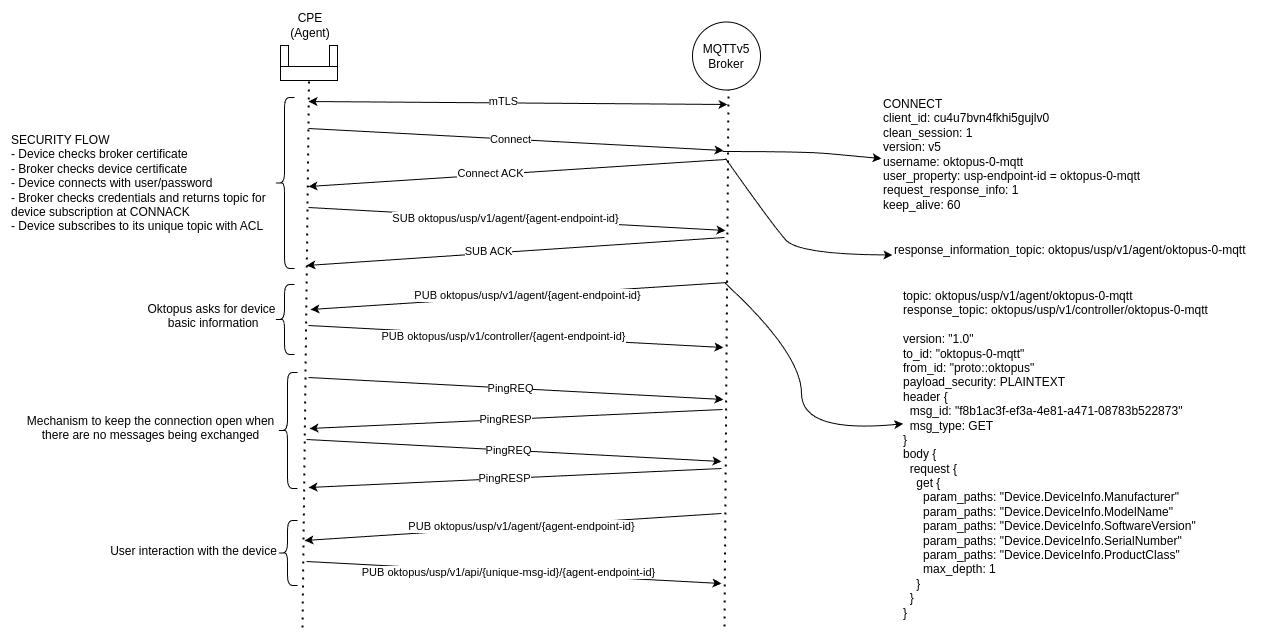 CPE
(Agent)
MQTTv5
Broker
mTLS
Connect
Connect ACK
SUB oktopus/usp/v1/agent/{agent-endpoint-id}
SUB ACK
PUB oktopus/usp/v1/agent/{agent-endpoint-id}
PUB oktopus/usp/v1/controller/{agent-endpoint-id}
PingREQ
PingRESP
PingREQ
PingRESP
PUB oktopus/usp/v1/agent/{agent-endpoint-id}
PUB oktopus/usp/v1/api/{unique-msg-id}/{agent-endpoint-id}
SECURITY FLOW
- Device checks broker certificate
- Broker checks device certificate
- Device connects with user/password
- Broker checks credentials and returns topic for
device subscription at CONNACK
- Device subscribes to its unique topic with ACL
Oktopus asks for device
basic information
Mechanism to keep the connection open when
there are no messages being exchanged
User interaction with the device
CONNECT
client_id: cu4u7bvn4fkhi5gujlv0
clean_session: 1
version: v5
username: oktopus-0-mqtt
user_property: usp-endpoint-id = oktopus-0-mqtt
request_response_info: 1
keep_alive: 60
response_information_topic: oktopus/usp/v1/agent/oktopus-0-mqtt
topic: oktopus/usp/v1/agent/oktopus-0-mqtt
response_topic: oktopus/usp/v1/controller/oktopus-0-mqtt
version: "1.0"
to_id: "oktopus-0-mqtt"
from_id: "proto::oktopus"
payload_security: PLAINTEXT
header {
msg_id: "f8b1ac3f-ef3a-4e81-a471-08783b522873"
msg_type: GET
}
body {
request {
get {
param_paths: "Device.DeviceInfo.Manufacturer"
param_paths: "Device.DeviceInfo.ModelName"
param_paths: "Device.DeviceInfo.SoftwareVersion"
param_paths: "Device.DeviceInfo.SerialNumber"
param_paths: "Device.DeviceInfo.ProductClass"
max_depth: 1
}
}
}